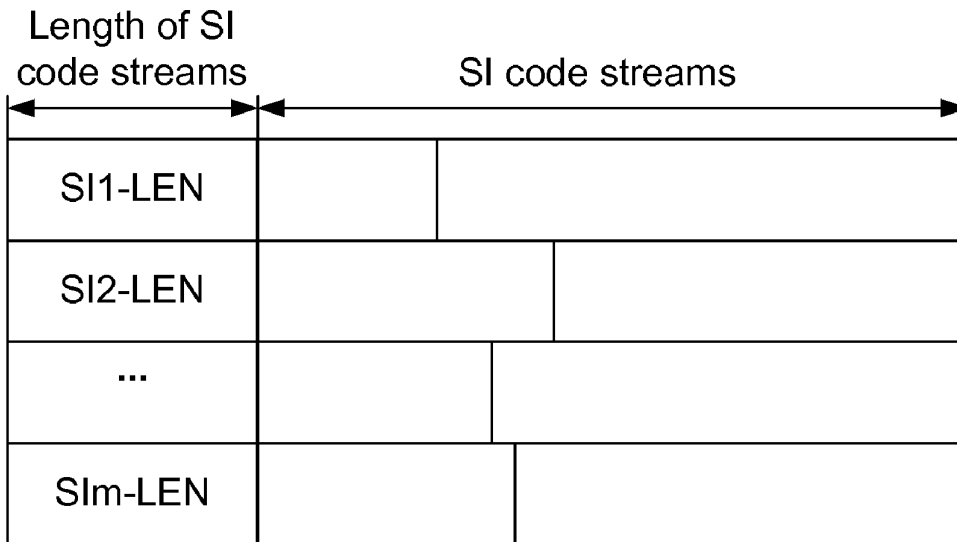 Length of SI
code streams
SI code streams
SI1-LEN
SI2-LEN
...
SIm-LEN